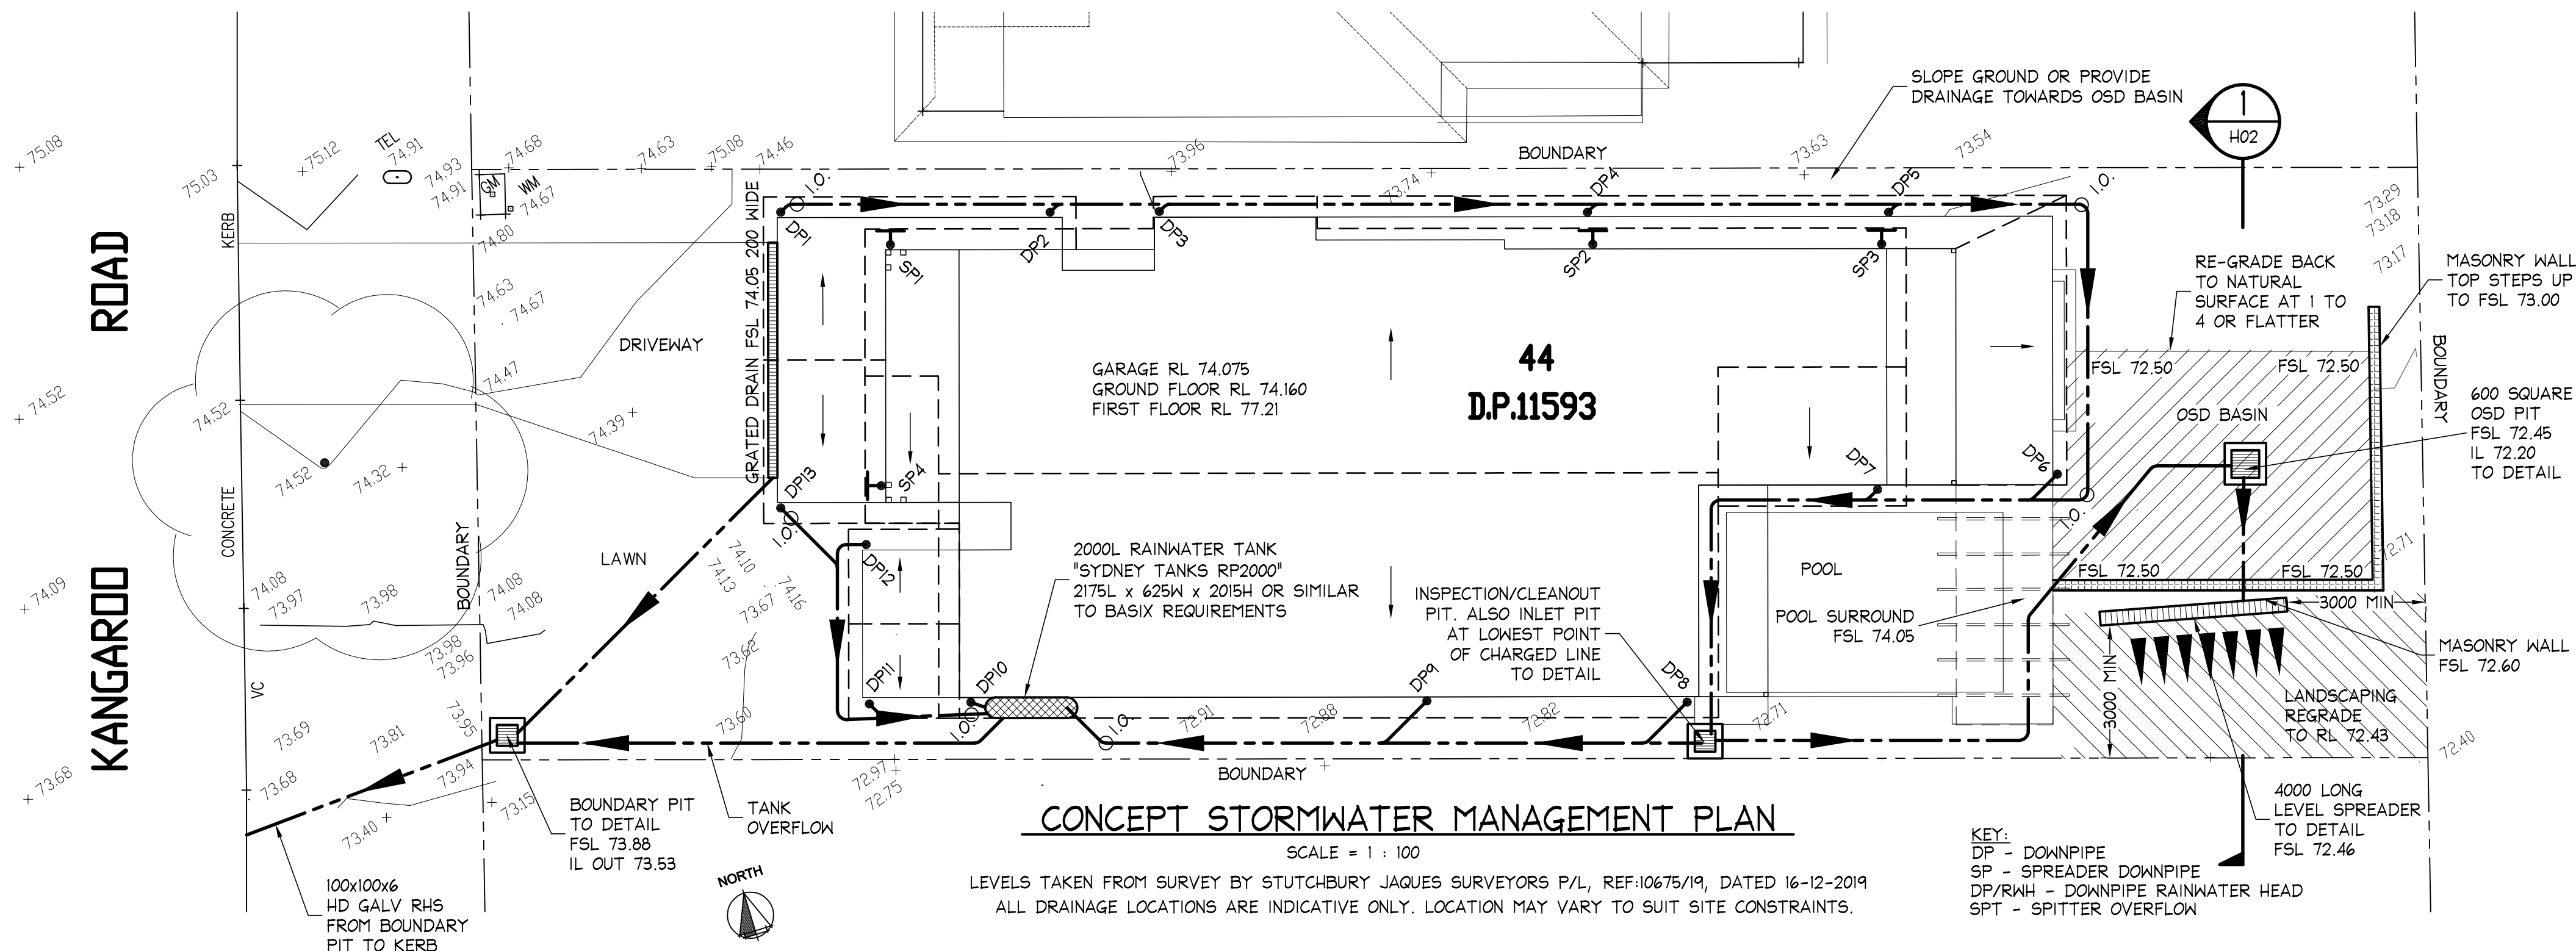 KANGAROO ROAD
KERB
CONCRETE
VC
BOUNDARY
TEL
GM
WM
75.08
75.03
75.12
74.91
74.93
74.91
74.68
74.67
74.63
75.08
74.46
73.96
73.74
73.63
73.54
73.29
73.18
73.17
74.80
74.63
74.67
74.47
74.52
74.52
74.39
74.52
74.32
74.09
74.08
73.97
73.98
74.08
74.08
73.98
73.96
73.95
73.69
73.81
73.68
73.68
73.94
73.15
73.40
74.10
74.13
74.16
73.67
73.62
73.60
72.97
72.75
72.91
72.88
72.82
72.71
72.71
72.40
BOUNDARY
SLOPE GROUND OR PROVIDE
DRAINAGE TOWARDS OSD BASIN
1
H02
I.O.
DP1
DP2
DP3
DP4
DP5
I.O.
SP1
SP2
SP3
GRATED DRAIN FSL 74.05 200 WIDE
DRIVEWAY
GARAGE RL 74.075
GROUND FLOOR RL 74.160
FIRST FLOOR RL 77.21
44
D.P.11593
RE-GRADE BACK
TO NATURAL
SURFACE AT 1 TO
4 OR FLATTER
MASONRY WALL
TOP STEPS UP
TO FSL 73.00
BOUNDARY
FSL 72.50
FSL 72.50
OSD BASIN
600 SQUARE
OSD PIT
FSL 72.45
IL 72.20
TO DETAIL
DP13
SP4
I.O.
DP7
DP6
I.O.
LAWN
DP12
DP11
DP10
I.O.
I.O.
DP9
DP8
2000L RAINWATER TANK
"SYDNEY TANKS RP2000"
2175L x 625W x 2015H OR SIMILAR
TO BASIX REQUIREMENTS
INSPECTION/CLEANOUT
PIT. ALSO INLET PIT
AT LOWEST POINT
OF CHARGED LINE
TO DETAIL
POOL
POOL SURROUND
FSL 74.05
FSL 72.50
FSL 72.50
3000 MIN
3000 MIN
MASONRY WALL
FSL 72.60
LANDSCAPING
REGRADE
TO RL 72.43
BOUNDARY
4000 LONG
LEVEL SPREADER
TO DETAIL
FSL 72.46
BOUNDARY PIT
TO DETAIL
FSL 73.88
IL OUT 73.53
TANK
OVERFLOW
100x100x6
HD GALV RHS
FROM BOUNDARY
PIT TO KERB
NORTH
CONCEPT STORMWATER MANAGEMENT PLAN
SCALE = 1 : 100
LEVELS TAKEN FROM SURVEY BY STUTCHBURY JAQUES SURVEYORS P/L, REF:10675/19, DATED 16-12-2019
ALL DRAINAGE LOCATIONS ARE INDICATIVE ONLY. LOCATION MAY VARY TO SUIT SITE CONSTRAINTS.
KEY:
DP - DOWNPIPE
SP - SPREADER DOWNPIPE
DP/RWH - DOWNPIPE RAINWATER HEAD
SPT - SPITTER OVERFLOW